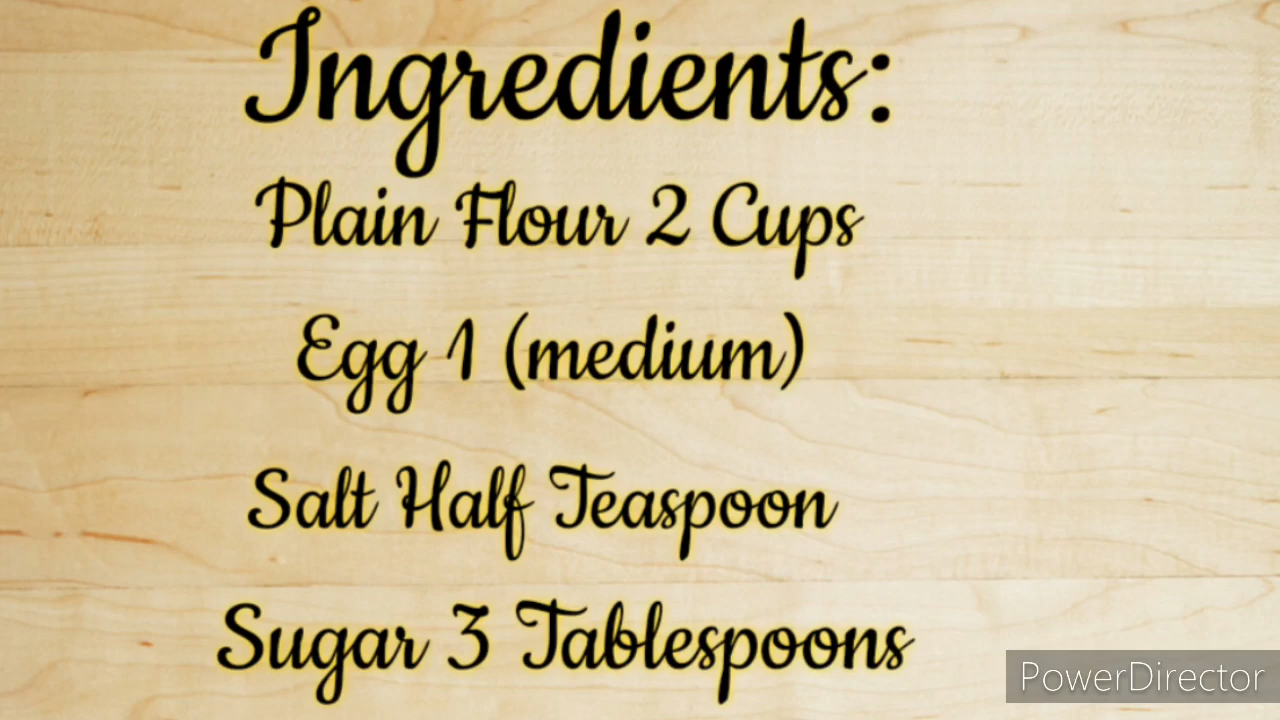 Ingredients:
Plain Flour 2 Cups
Egg 1 (medium)
Salt Half Teaspoon
Sugar 3 Tablespoons
PowerDirector